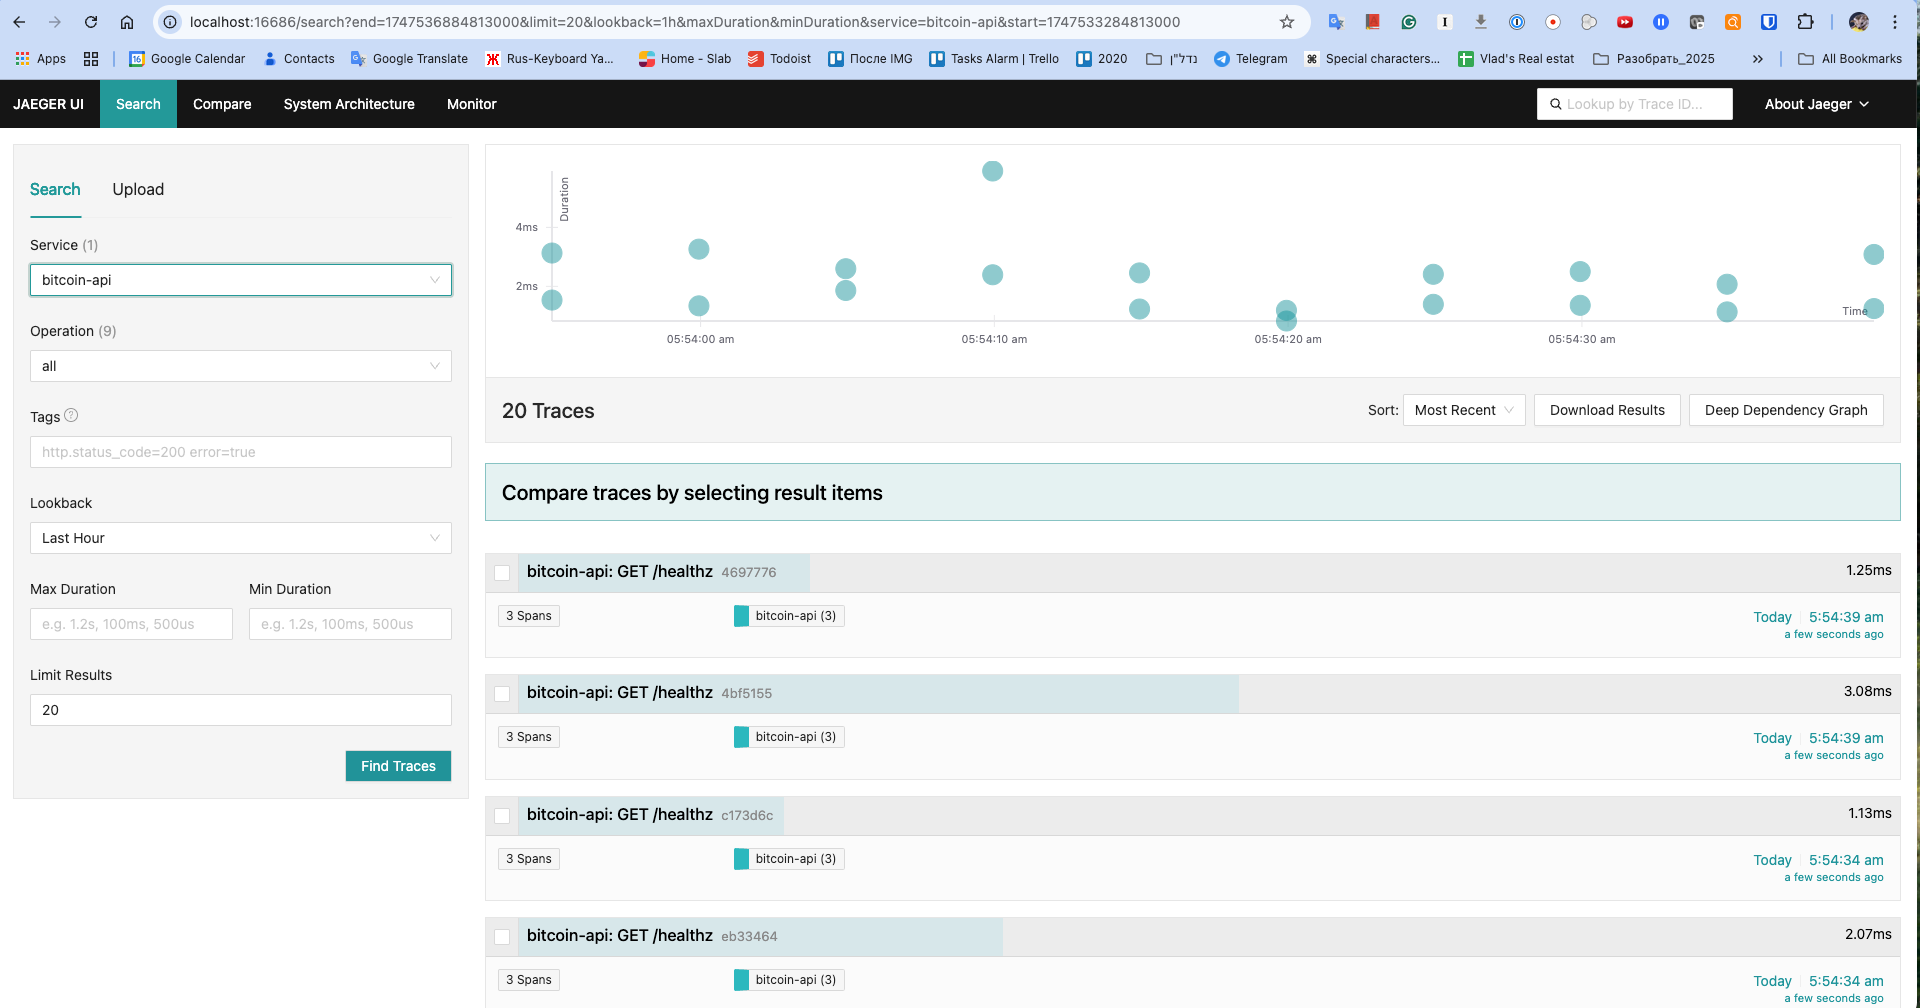 localhost:16686/search?end=1747536884813000&limit=20&lookback=1h&maxDuration&minDuration&service=bitcoin-api&start=1747533284813000
Apps Google Calendar Contacts Google Translate Rus-Keyboard Ya... Home - Slab Todoist После IMG Tasks Alarm | Trello 2020 נדל"ן Telegram Special characters... Vlad's Real estat Разобрать_2025 » All Bookmarks
JAEGER UI Search Compare System Architecture Monitor Lookup by Trace ID... About Jaeger
Search Upload
Service (1)
bitcoin-api
Operation (9)
all
Tags ?
http.status_code=200 error=true
Lookback
Last Hour
Max Duration Min Duration
e.g. 1.2s, 100ms, 500us e.g. 1.2s, 100ms, 500us
Limit Results
20
Find Traces
Duration
4ms
2ms
Time
05:54:00 am 05:54:10 am 05:54:20 am 05:54:30 am
20 Traces Sort: Most Recent Download Results Deep Dependency Graph
Compare traces by selecting result items
bitcoin-api: GET /healthz 4697776 1.25ms
3 Spans bitcoin-api (3) Today 5:54:39 am
a few seconds ago
bitcoin-api: GET /healthz 4bf5155 3.08ms
3 Spans bitcoin-api (3) Today 5:54:39 am
a few seconds ago
bitcoin-api: GET /healthz c173d6c 1.13ms
3 Spans bitcoin-api (3) Today 5:54:34 am
a few seconds ago
bitcoin-api: GET /healthz eb33464 2.07ms
3 Spans bitcoin-api (3) Today 5:54:34 am
a few seconds ago